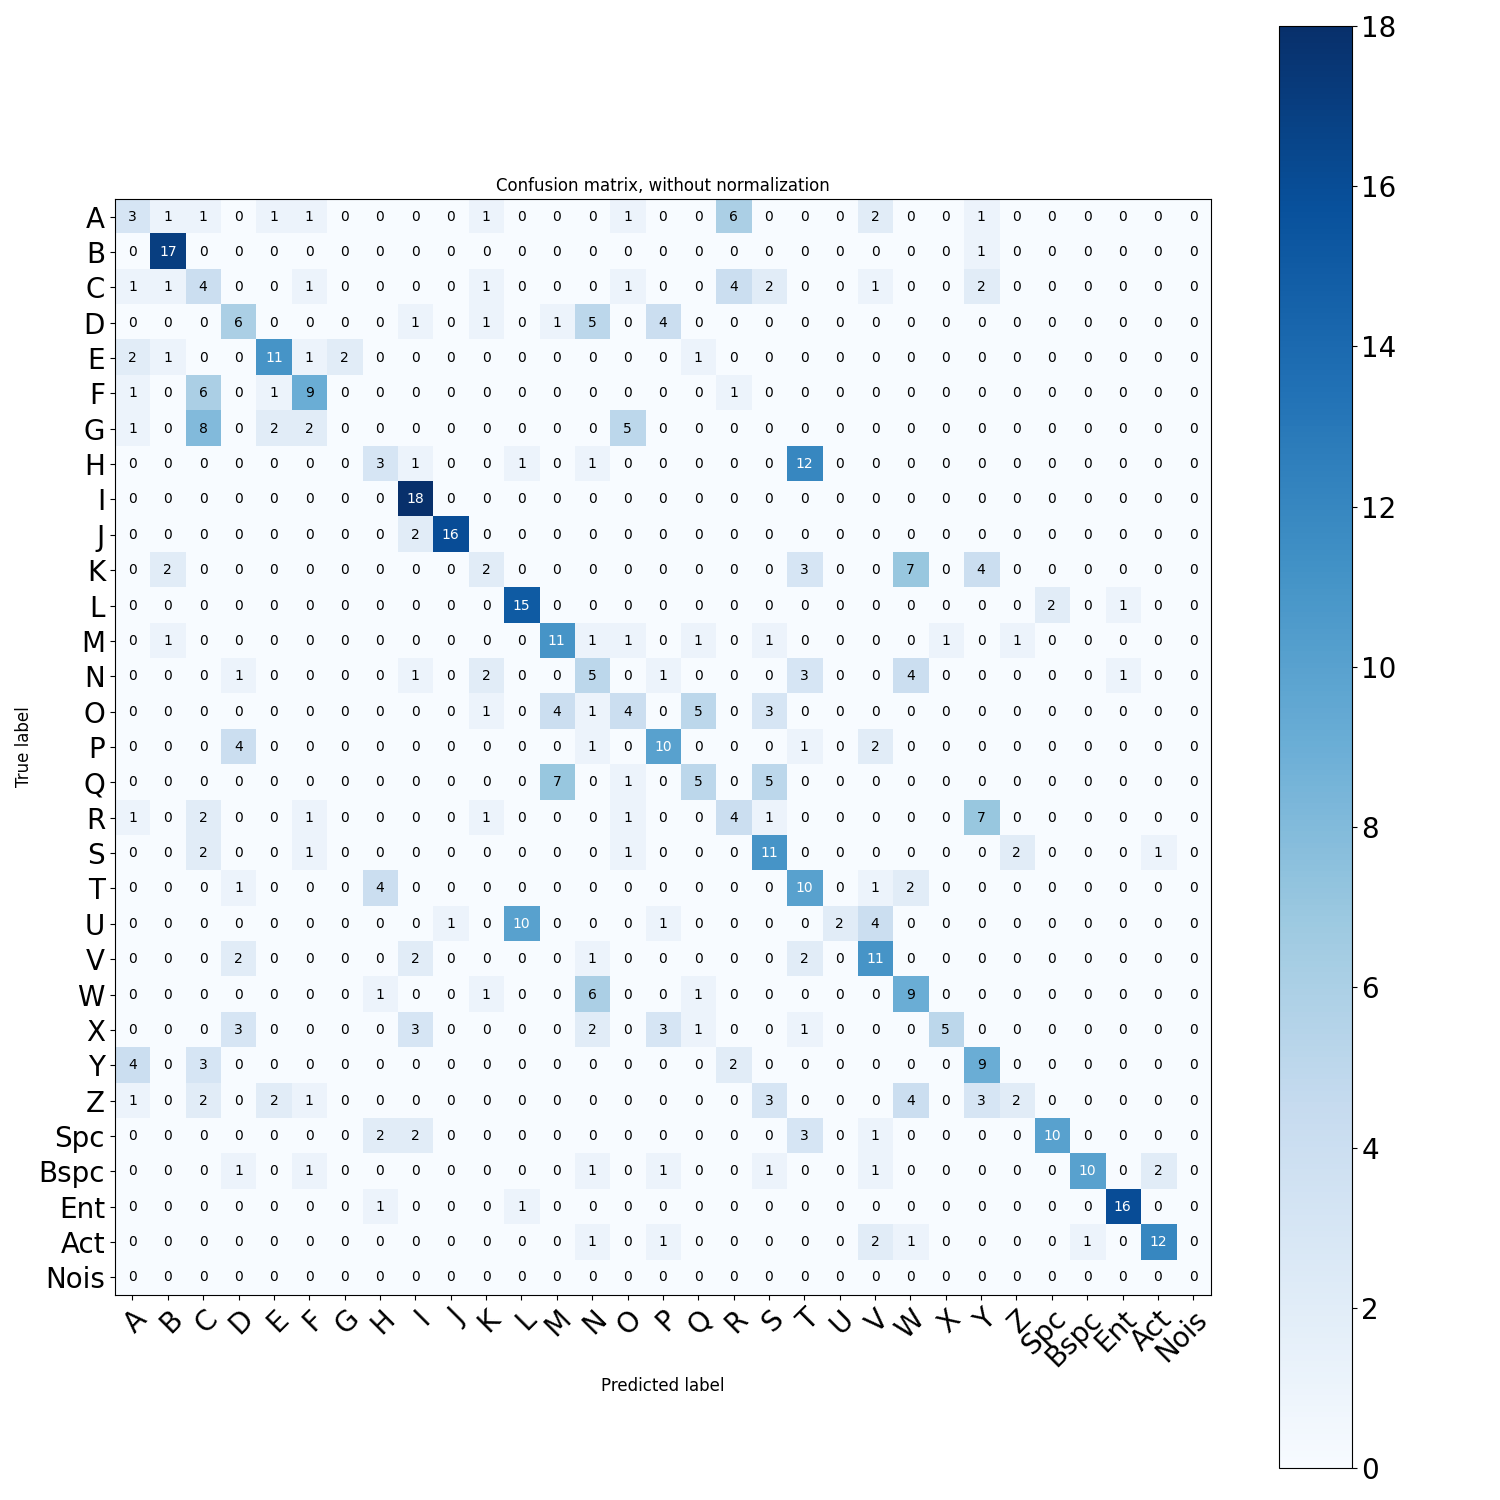 Confusion matrix, without normalization
A 3 1 1 0 1 1 0 0 0 0 1 0 0 0 1 0 0 6 0 0 0 2 0 0 1 0 0 0 0 0 0
B 0 17 0 0 0 0 0 0 0 0 0 0 0 0 0 0 0 0 0 0 0 0 0 0 1 0 0 0 0 0 0
C 1 1 4 0 0 1 0 0 0 0 1 0 0 0 1 0 0 4 2 0 0 1 0 0 2 0 0 0 0 0 0
D 0 0 0 6 0 0 0 0 1 0 1 0 1 5 0 4 0 0 0 0 0 0 0 0 0 0 0 0 0 0 0
E 2 1 0 0 11 1 2 0 0 0 0 0 0 0 0 0 1 0 0 0 0 0 0 0 0 0 0 0 0 0 0
F 1 0 6 0 1 9 0 0 0 0 0 0 0 0 0 0 0 1 0 0 0 0 0 0 0 0 0 0 0 0 0
G 1 0 8 0 2 2 0 0 0 0 0 0 0 0 5 0 0 0 0 0 0 0 0 0 0 0 0 0 0 0 0
H 0 0 0 0 0 0 0 3 1 0 0 1 0 1 0 0 0 0 0 12 0 0 0 0 0 0 0 0 0 0 0
I 0 0 0 0 0 0 0 0 18 0 0 0 0 0 0 0 0 0 0 0 0 0 0 0 0 0 0 0 0 0 0
J 0 0 0 0 0 0 0 0 2 16 0 0 0 0 0 0 0 0 0 0 0 0 0 0 0 0 0 0 0 0 0
K 0 2 0 0 0 0 0 0 0 0 2 0 0 0 0 0 0 0 0 3 0 0 7 0 4 0 0 0 0 0 0
L 0 0 0 0 0 0 0 0 0 0 0 15 0 0 0 0 0 0 0 0 0 0 0 0 0 0 2 0 1 0 0
M 0 1 0 0 0 0 0 0 0 0 0 0 11 1 1 0 1 0 1 0 0 0 0 1 0 1 0 0 0 0 0
N 0 0 0 1 0 0 0 0 1 0 2 0 0 5 0 1 0 0 0 3 0 0 4 0 0 0 0 0 1 0 0
O 0 0 0 0 0 0 0 0 0 0 1 0 4 1 4 0 5 0 3 0 0 0 0 0 0 0 0 0 0 0 0
P 0 0 0 4 0 0 0 0 0 0 0 0 0 1 0 10 0 0 0 1 0 2 0 0 0 0 0 0 0 0 0
Q 0 0 0 0 0 0 0 0 0 0 0 0 7 0 1 0 5 0 5 0 0 0 0 0 0 0 0 0 0 0 0
R 1 0 2 0 0 1 0 0 0 0 1 0 0 0 1 0 0 4 1 0 0 0 0 0 7 0 0 0 0 0 0
S 0 0 2 0 0 1 0 0 0 0 0 0 0 0 1 0 0 0 11 0 0 0 0 0 0 2 0 0 0 1 0
T 0 0 0 1 0 0 0 4 0 0 0 0 0 0 0 0 0 0 0 10 0 1 2 0 0 0 0 0 0 0 0
U 0 0 0 0 0 0 0 0 0 1 0 10 0 0 0 1 0 0 0 0 2 4 0 0 0 0 0 0 0 0 0
V 0 0 0 2 0 0 0 0 2 0 0 0 0 1 0 0 0 0 0 2 0 11 0 0 0 0 0 0 0 0 0
W 0 0 0 0 0 0 0 1 0 0 1 0 0 6 0 0 1 0 0 0 0 0 9 0 0 0 0 0 0 0 0
X 0 0 0 3 0 0 0 0 3 0 0 0 0 2 0 3 1 0 0 1 0 0 0 5 0 0 0 0 0 0 0
Y 4 0 3 0 0 0 0 0 0 0 0 0 0 0 0 0 0 2 0 0 0 0 0 0 9 0 0 0 0 0 0
Z 1 0 2 0 2 1 0 0 0 0 0 0 0 0 0 0 0 0 3 0 0 0 4 0 3 2 0 0 0 0 0
Spc 0 0 0 0 0 0 0 2 2 0 0 0 0 0 0 0 0 0 0 3 0 1 0 0 0 0 10 0 0 0 0
Bspc 0 0 0 1 0 1 0 0 0 0 0 0 0 1 0 1 0 0 1 0 0 1 0 0 0 0 0 10 0 2 0
Ent 0 0 0 0 0 0 0 1 0 0 0 1 0 0 0 0 0 0 0 0 0 0 0 0 0 0 0 0 16 0 0
Act 0 0 0 0 0 0 0 0 0 0 0 0 0 1 0 1 0 0 0 0 0 2 1 0 0 0 0 1 0 12 0
Nois 0 0 0 0 0 0 0 0 0 0 0 0 0 0 0 0 0 0 0 0 0 0 0 0 0 0 0 0 0 0 0
A B C D E F G H I J K L M N O P Q R S T U V W X Y Z Spc Bspc Ent Act Nois
Predicted label
True label
18
16
14
12
10
8
6
4
2
0